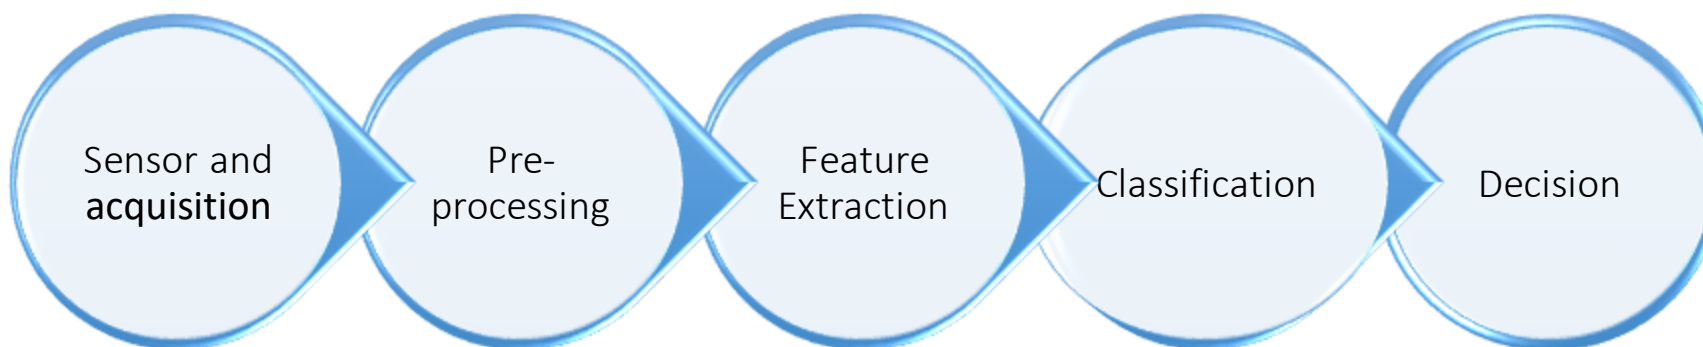 Sensor and
acquisition
Pre-
processing
Feature
Extraction
Classification
Decision